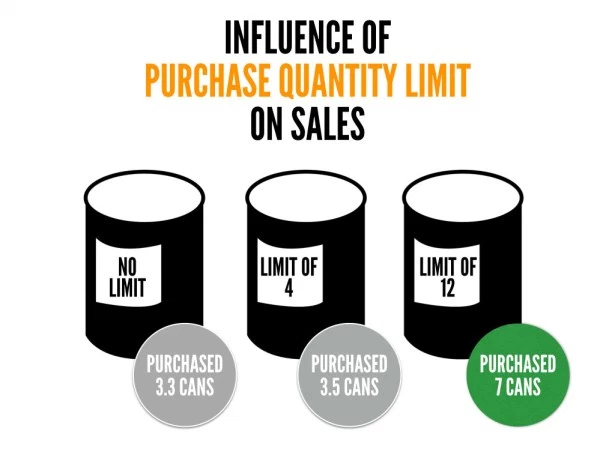 INFLUENCE OF
PURCHASE QUANTITY LIMIT
ON SALES
NO
LIMIT
LIMIT OF
4
LIMIT OF
12
PURCHASED
3.3 CANS
PURCHASED
3.5 CANS
PURCHASED
7 CANS